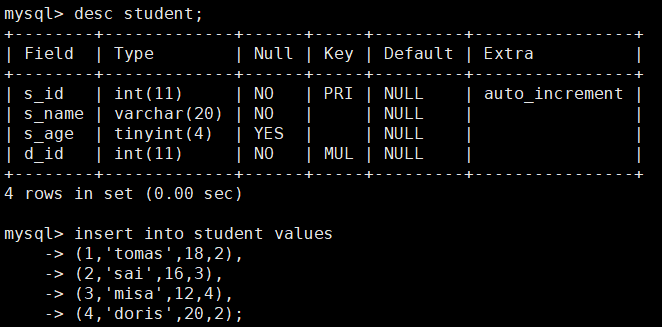 mysql> desc student;
+--------+-------------+------+-----+---------+----------------+
| Field  | Type        | Null | Key | Default | Extra          |
+--------+-------------+------+-----+---------+----------------+
| s_id   | int(11)     | NO   | PRI | NULL    | auto_increment |
| s_name | varchar(20) | NO   |     | NULL    |                |
| s_age  | tinyint(4)  | YES  |     | NULL    |                |
| d_id   | int(11)     | NO   | MUL | NULL    |                |
+--------+-------------+------+-----+---------+----------------+
4 rows in set (0.00 sec)

mysql> insert into student values
    -> (1,'tomas',18,2),
    -> (2,'sai',16,3),
    -> (3,'misa',12,4),
    -> (4,'doris',20,2);